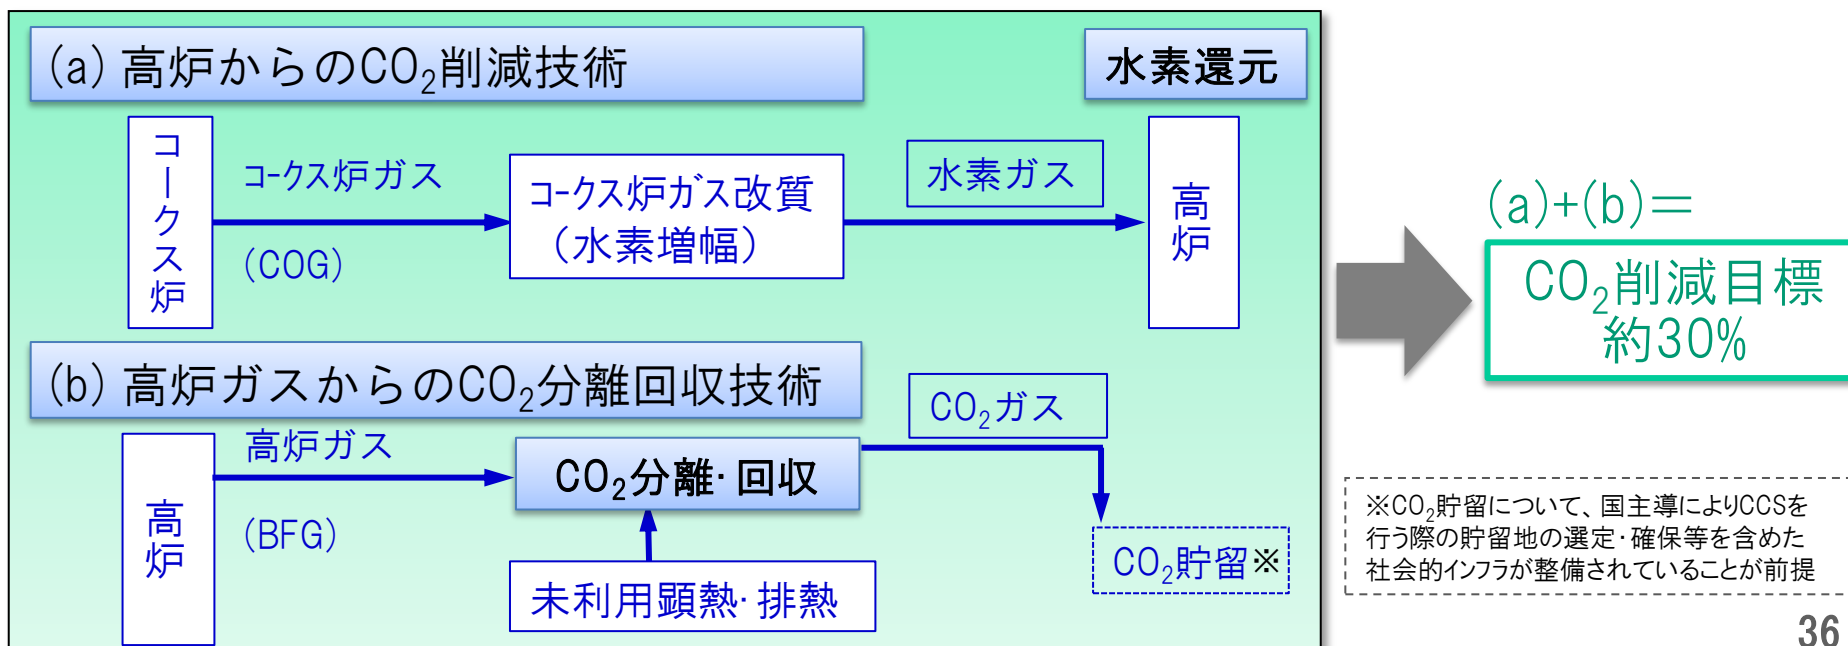 (a) 高炉からのCO₂削減技術
水素還元
コークス炉
コークス炉ガス
(COG)
コークス炉ガス改質
（水素増幅）
水素ガス
高炉
(b) 高炉ガスからのCO₂分離回収技術
高炉
高炉ガス
(BFG)
CO₂分離・回収
未利用顕熱・排熱
CO₂ガス
CO₂貯留※
(a)+(b)＝
CO₂削減目標
約30%
※CO₂貯留について、国主導によりCCSを
行う際の貯留地の選定・確保等を含めた
社会的インフラが整備されていることが前提
36